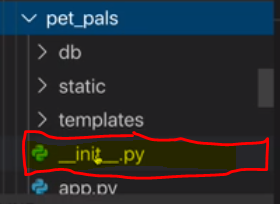 pet_pals
db
static
templates
__init__.py
app.py